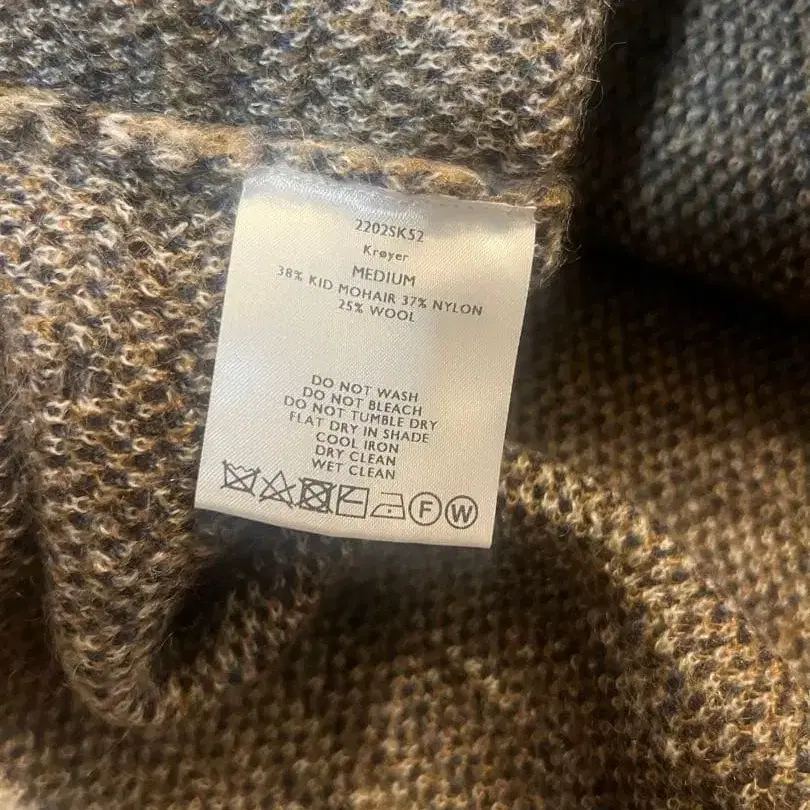 2202SK52
Krøyer
MEDIUM
38% KID MOHAIR 37% NYLON
25% WOOL
DO NOT WASH
DO NOT BLEACH
DO NOT TUMBLE DRY
FLAT DRY IN SHADE
COOL IRON
DRY CLEAN
WET CLEAN
F W